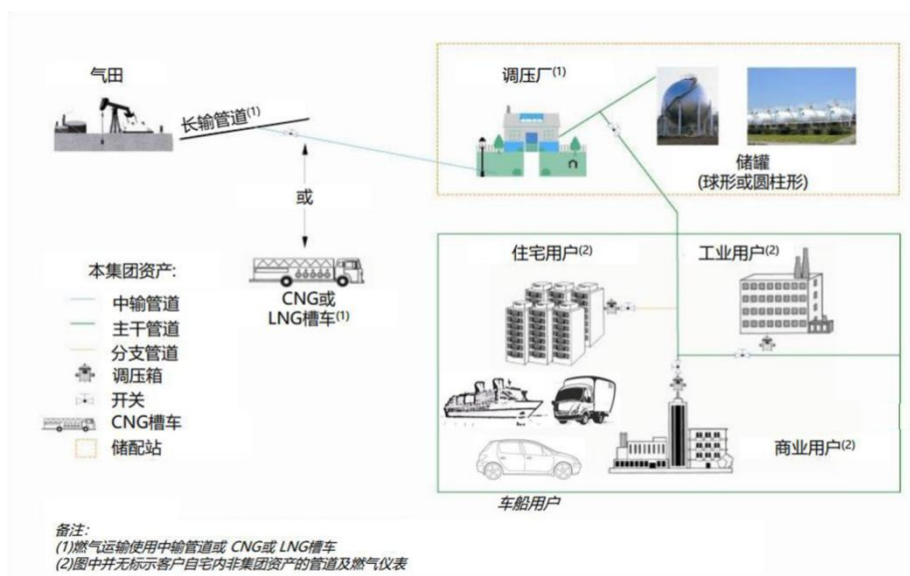 气田
长输管道(1)
调压厂(1)
储罐
(球形或圆柱形)
或
CNG或
LNG槽车(1)
住宅用户(2)
工业用户(2)
商业用户(2)
车船用户
本集团资产:
中输管道
主干管道
分支管道
调压箱
开关
CNG槽车
储配站
备注:
(1)燃气运输使用中输管道或 CNG或 LNG槽车
(2)图中并无标示客户自宅内非集团资产的管道及燃气仪表